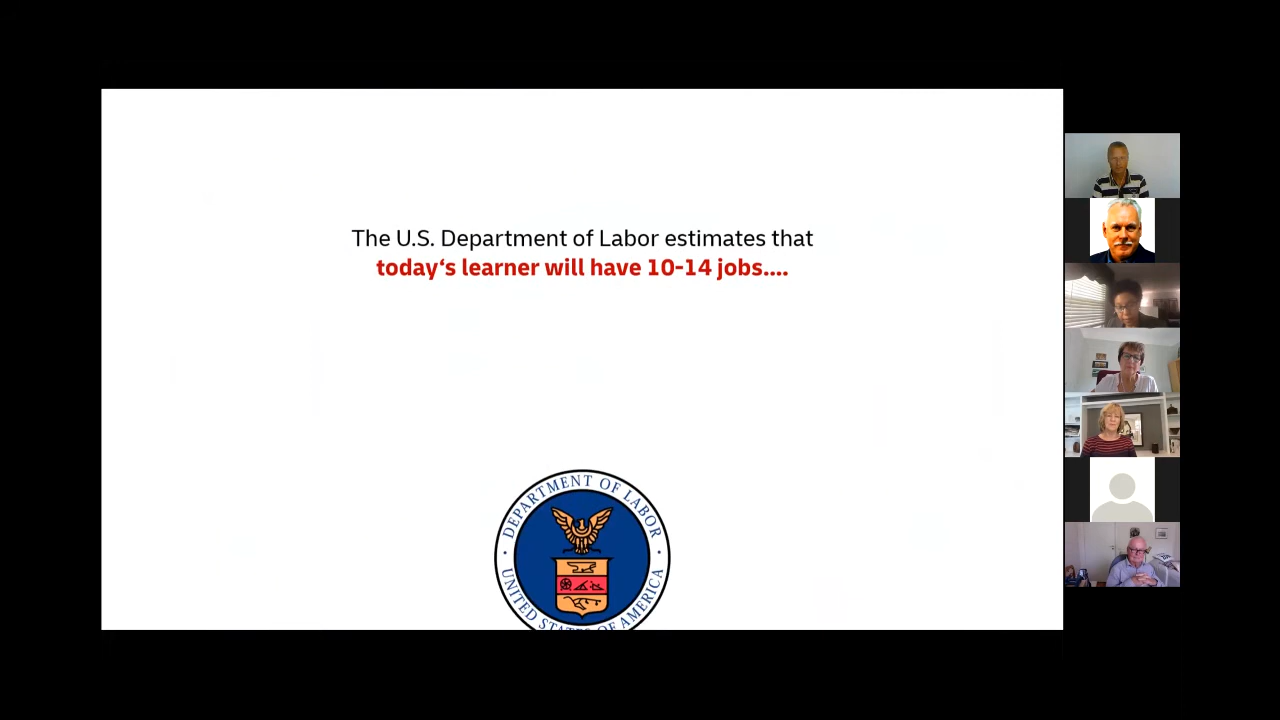 The U.S. Department of Labor estimates that
today‘s learner will have 10-14 jobs....
DEPARTMENT OF LABOR
UNITED STATES OF AMERICA